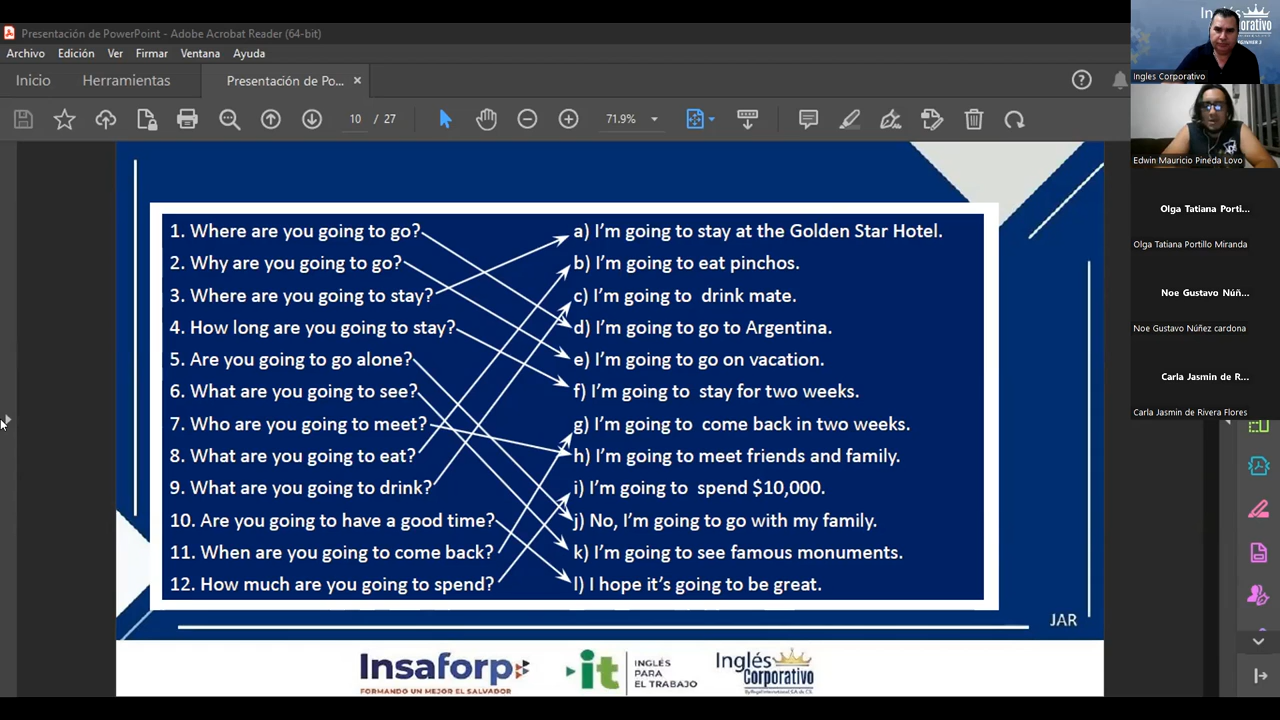 Presentación de PowerPoint - Adobe Acrobat Reader (64-bit)
Archivo Edición Ver Firmar Ventana Ayuda
Inicio Herramientas Presentación de Po... ×
10 / 27 71.9%
1. Where are you going to go?
2. Why are you going to go?
3. Where are you going to stay?
4. How long are you going to stay?
5. Are you going to go alone?
6. What are you going to see?
7. Who are you going to meet?
8. What are you going to eat?
9. What are you going to drink?
10. Are you going to have a good time?
11. When are you going to come back?
12. How much are you going to spend?
a) I'm going to stay at the Golden Star Hotel.
b) I'm going to eat pinchos.
c) I'm going to drink mate.
d) I'm going to go to Argentina.
e) I'm going to go on vacation.
f) I'm going to stay for two weeks.
g) I'm going to come back in two weeks.
h) I'm going to meet friends and family.
i) I'm going to spend $10,000.
j) No, I'm going to go with my family.
k) I'm going to see famous monuments.
l) I hope it's going to be great.
JAR
Insaforp
FORMANDO UN MEJOR EL SALVADOR
it
INGLÉS
PARA
EL TRABAJO
Inglés
Corporativo
Ingles Corporativo
Edwin Mauricio Pineda Lovo
Olga Tatiana Porti...
Olga Tatiana Portillo Miranda
Noe Gustavo Núñ...
Noe Gustavo Núñez cardona
Carla Jasmin de R...
Carla Jasmin de Rivera Flores